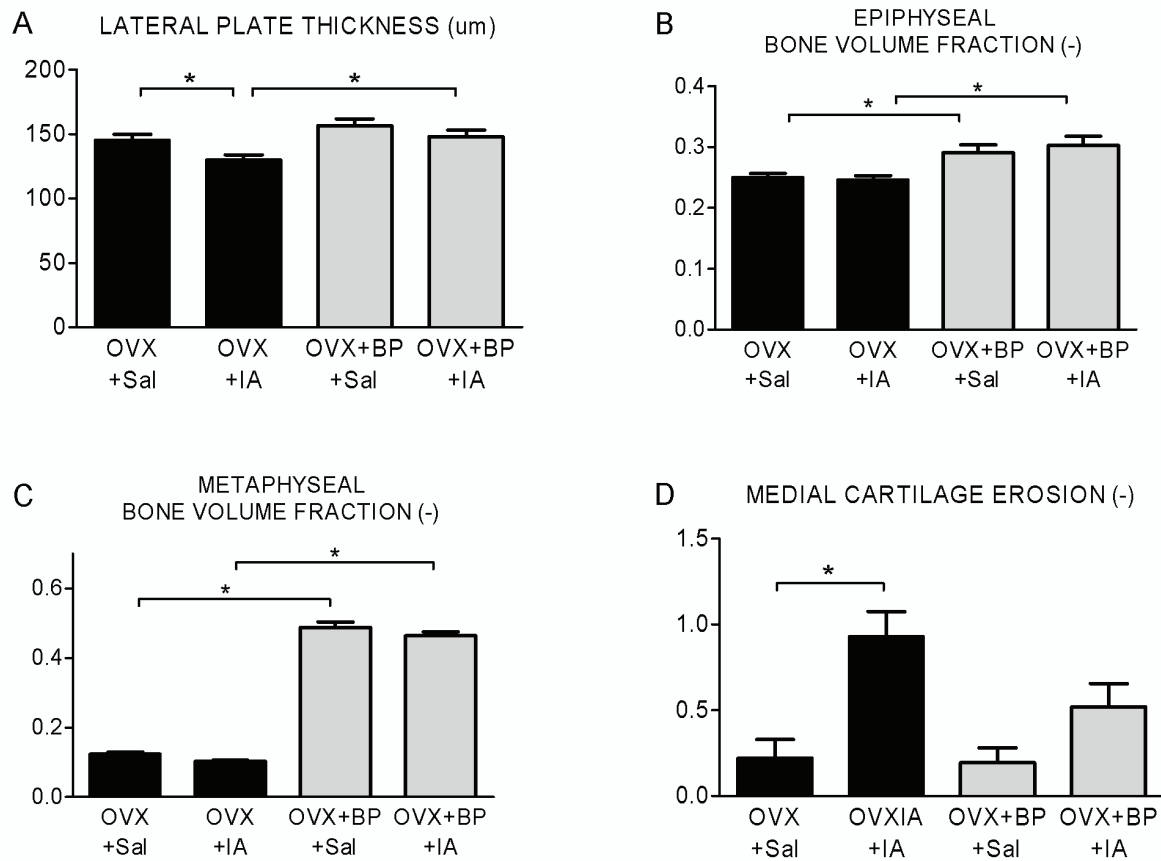 A
LATERAL PLATE THICKNESS (um)
200
150
100
50
0
*
*
OVX
+Sal
OVX
+IA
OVX+BP
+Sal
OVX+BP
+IA
B
EPIPHYSEAL
BONE VOLUME FRACTION (-)
0.4
0.3
0.2
0.1
0.0
*
*
OVX
+Sal
OVX
+IA
OVX+BP
+Sal
OVX+BP
+IA
C
METAPHYSEAL
BONE VOLUME FRACTION (-)
0.6
0.4
0.2
0.0
*
*
OVX
+Sal
OVX
+IA
OVX+BP
+Sal
OVX+BP
+IA
D
MEDIAL CARTILAGE EROSION (-)
1.5
1.0
0.5
0.0
*
OVX
+Sal
OVXIA
+IA
OVX+BP
+Sal
OVX+BP
+IA